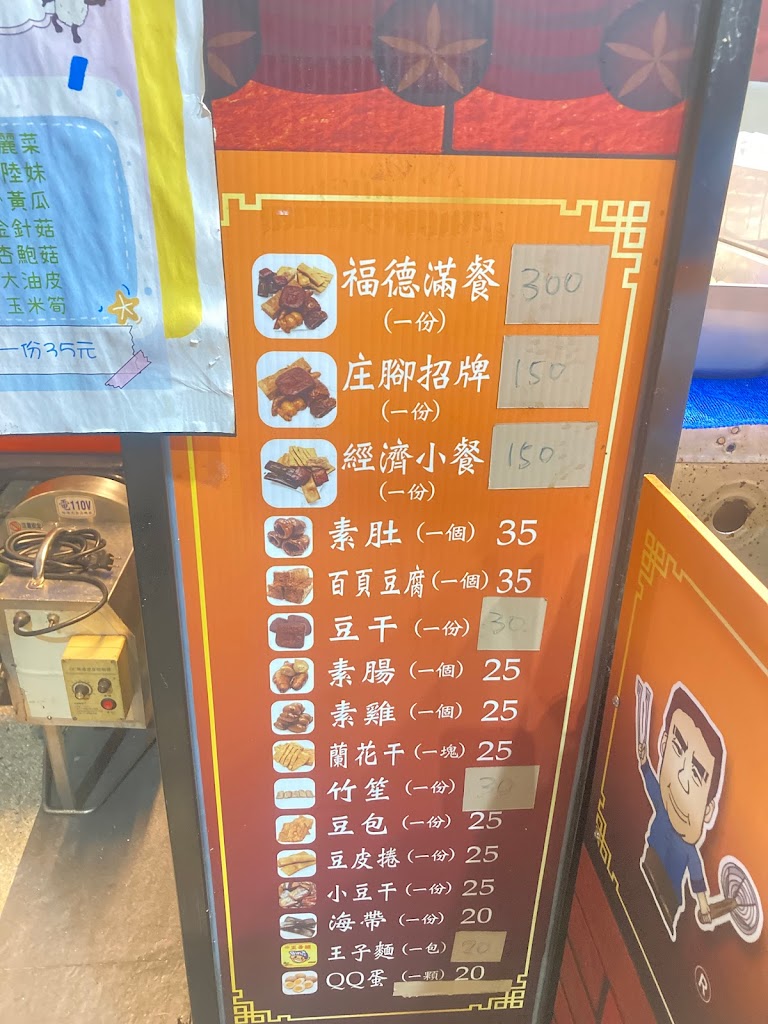 麗菜
陸妹
黃瓜
金針菇
杏鮑菇
大油皮
玉米筍
一份35元
電110V
福德滿餐 300
(一份)
庄腳招牌 150
(一份)
經濟小餐 150
(一份)
素肚 (一個) 35
百頁豆腐 (一個) 35
豆干 (一份) 30
素腸 (一個) 25
素雞 (一個) 25
蘭花干 (一塊) 25
竹笙 (一份) 30
豆包 (一份) 25
豆皮捲 (一份) 25
小豆干 (一份) 25
海帶 (一份) 20
王子麵 (一包) 20
QQ蛋 (一顆) 20
®